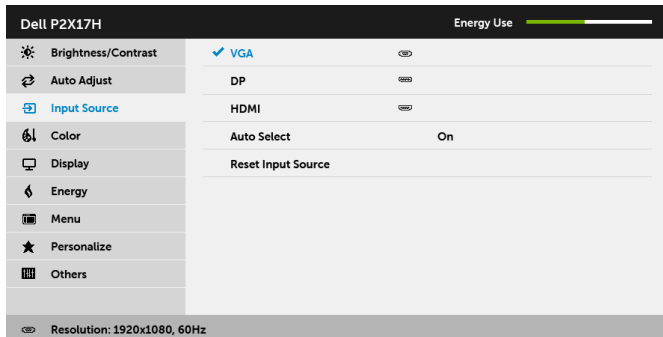 Dell P2X17H
Energy Use
Brightness/Contrast
Auto Adjust
Input Source
Color
Display
Energy
Menu
Personalize
Others
VGA
DP
HDMI
Auto Select On
Reset Input Source
Resolution: 1920x1080, 60Hz